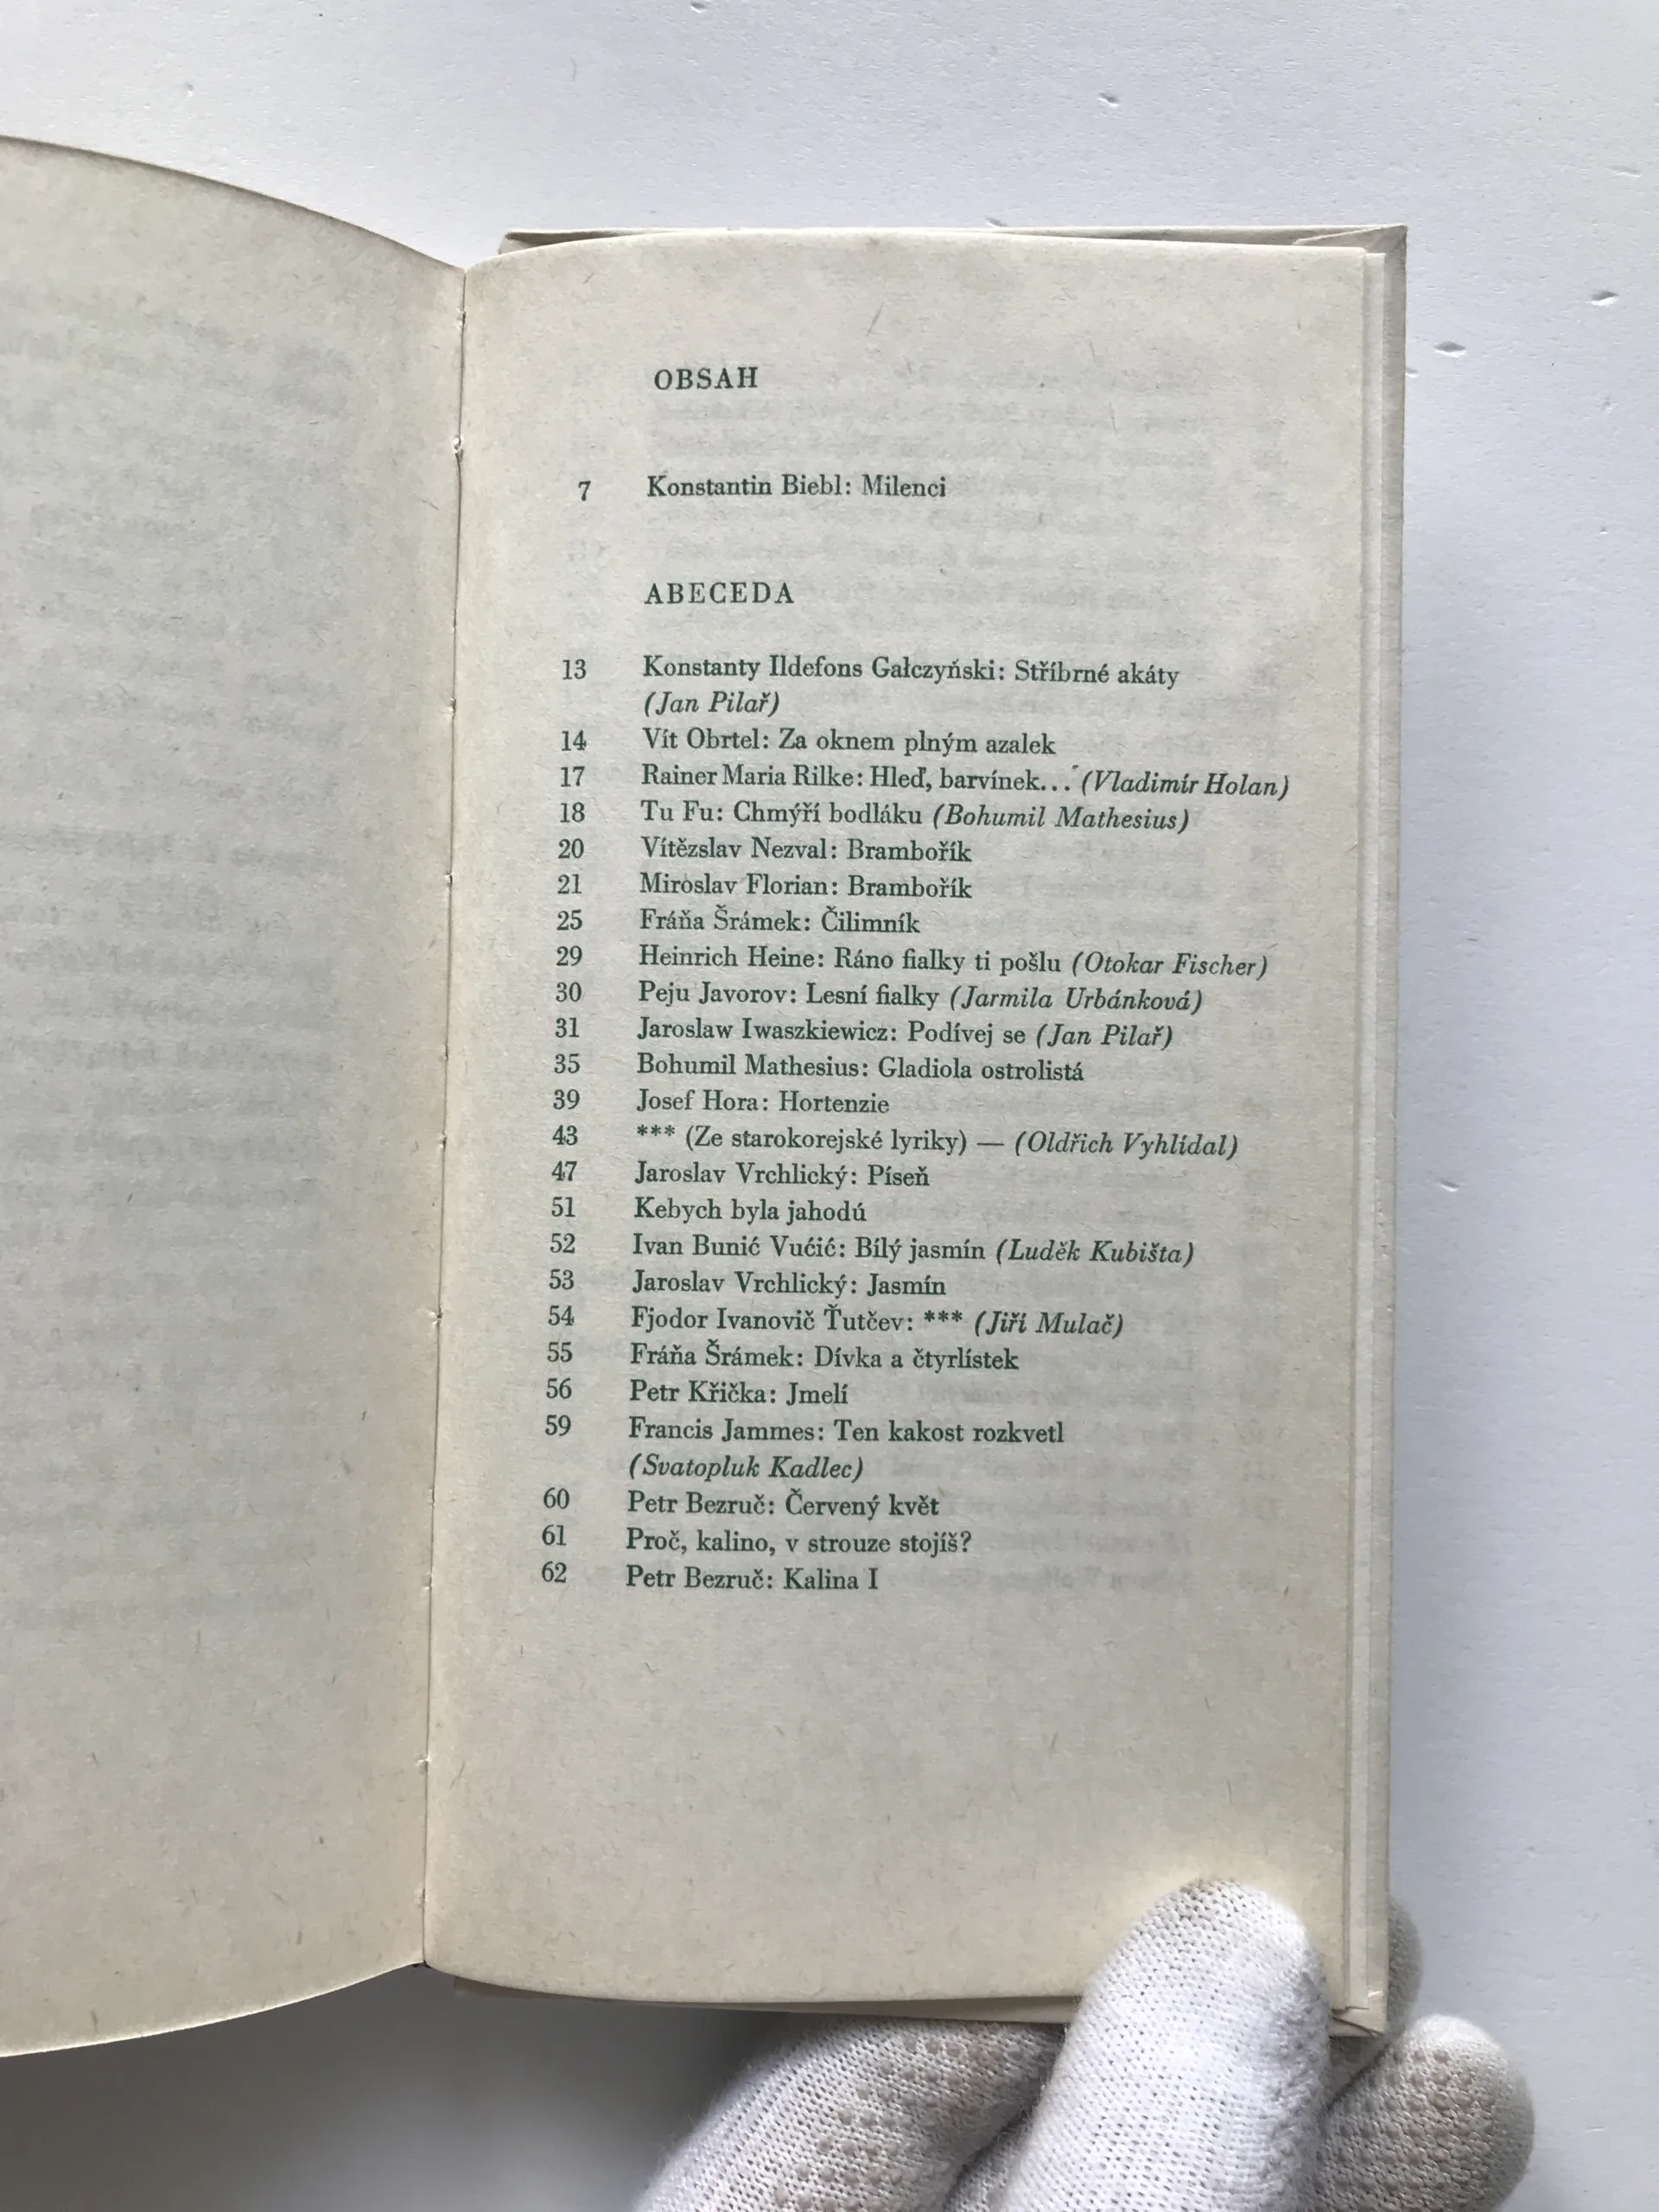 OBSAH
7 Konstantin Biebl: Milenci
ABECEDA
13 Konstanty Ildefons Gałczyński: Stříbrné akáty
(Jan Pilař)
14 Vít Obrtel: Za oknem plným azalek
17 Rainer Maria Rilke: Hleď, barvínek... (Vladimír Holan)
18 Tu Fu: Chmýří bodláku (Bohumil Mathesius)
20 Vítězslav Nezval: Brambořík
21 Miroslav Florian: Brambořík
25 Fráňa Šrámek: Čilimník
29 Heinrich Heine: Ráno fialky ti pošlu (Otokar Fischer)
30 Peju Javorov: Lesní fialky (Jarmila Urbánková)
31 Jaroslaw Iwaszkiewicz: Podívej se (Jan Pilař)
35 Bohumil Mathesius: Gladiola ostrolistá
39 Josef Hora: Hortenzie
43 *** (Ze starokorejské lyriky) — (Oldřich Vyhlídal)
47 Jaroslav Vrchlický: Píseň
51 Kebych byla jahodú
52 Ivan Bunić Vućić: Bílý jasmín (Luděk Kubišta)
53 Jaroslav Vrchlický: Jasmín
54 Fjodor Ivanovič Ťutčev: *** (Jiří Mulač)
55 Fráňa Šrámek: Dívka a čtyrlístek
56 Petr Křička: Jmelí
59 Francis Jammes: Ten kakost rozkvetl
(Svatopluk Kadlec)
60 Petr Bezruč: Červený květ
61 Proč, kalino, v strouze stojíš?
62 Petr Bezruč: Kalina I